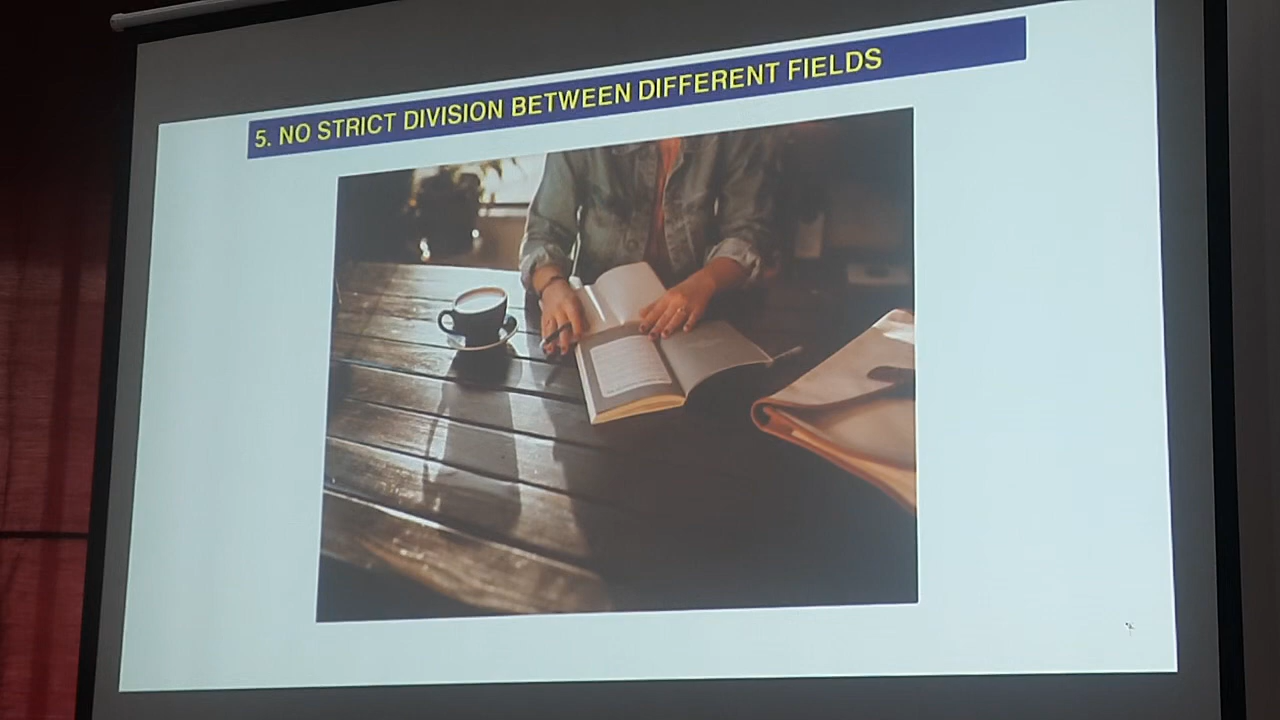 5. NO STRICT DIVISION BETWEEN DIFFERENT FIELDS